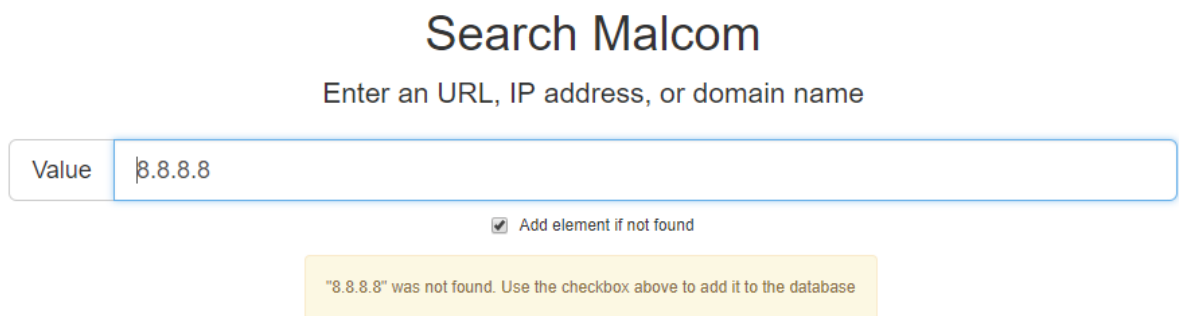 Search Malcom
Enter an URL, IP address, or domain name
Value 8.8.8.8
Add element if not found
"8.8.8.8" was not found. Use the checkbox above to add it to the database